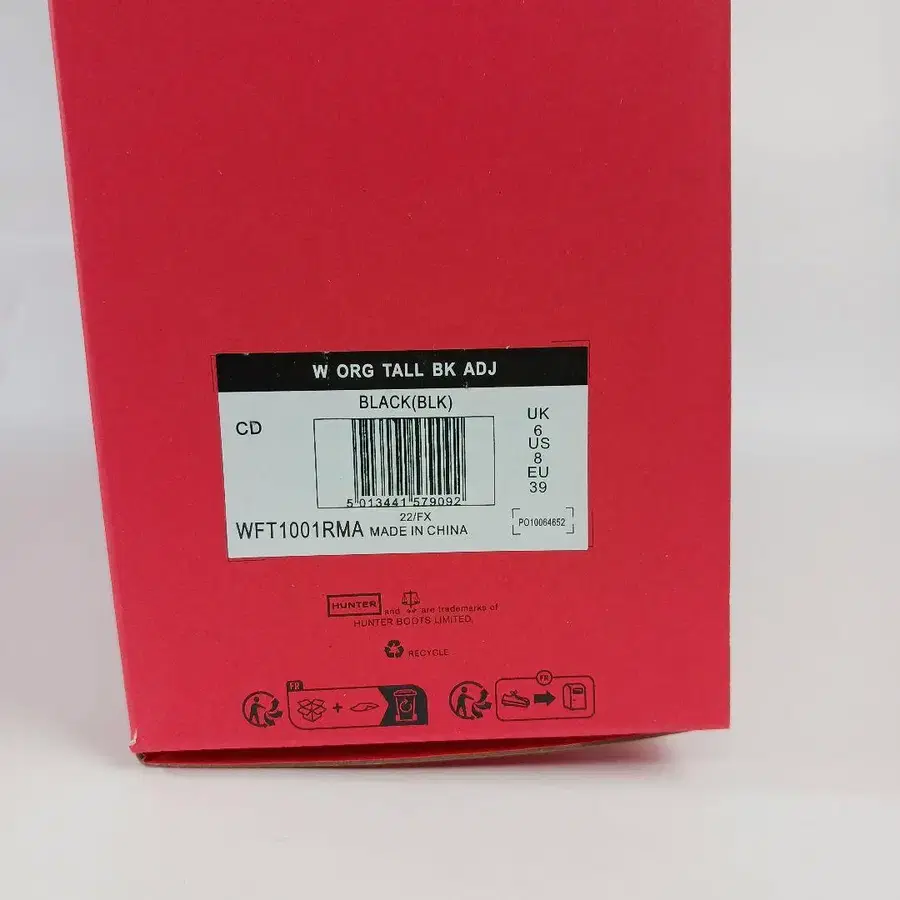 W ORG TALL BK ADJ
BLACK(BLK)
CD
UK
6
US
8
EU
39
5 013441 579092
22/FX
WFT1001RMA MADE IN CHINA
PO10064652
HUNTER and are trademarks of
HUNTER BOOTS LIMITED.
RECYCLE
FR
FR